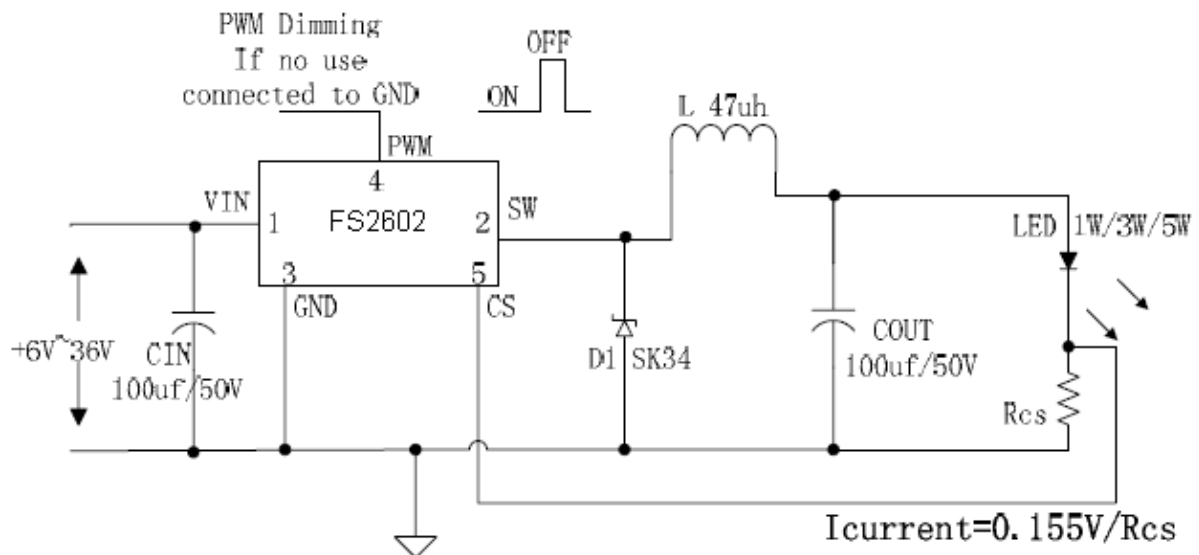 PWM Dimming
If no use
connected to GND
OFF
ON
L 47uh
PWM
4
VIN
1
FS2602
2
SW
3
GND
5
CS
LED
1W/3W/5W
+6V~36V
CIN
100uf/50V
D1 SK34
COUT
100uf/50V
Rcs
Icurrent=0.155V/Rcs